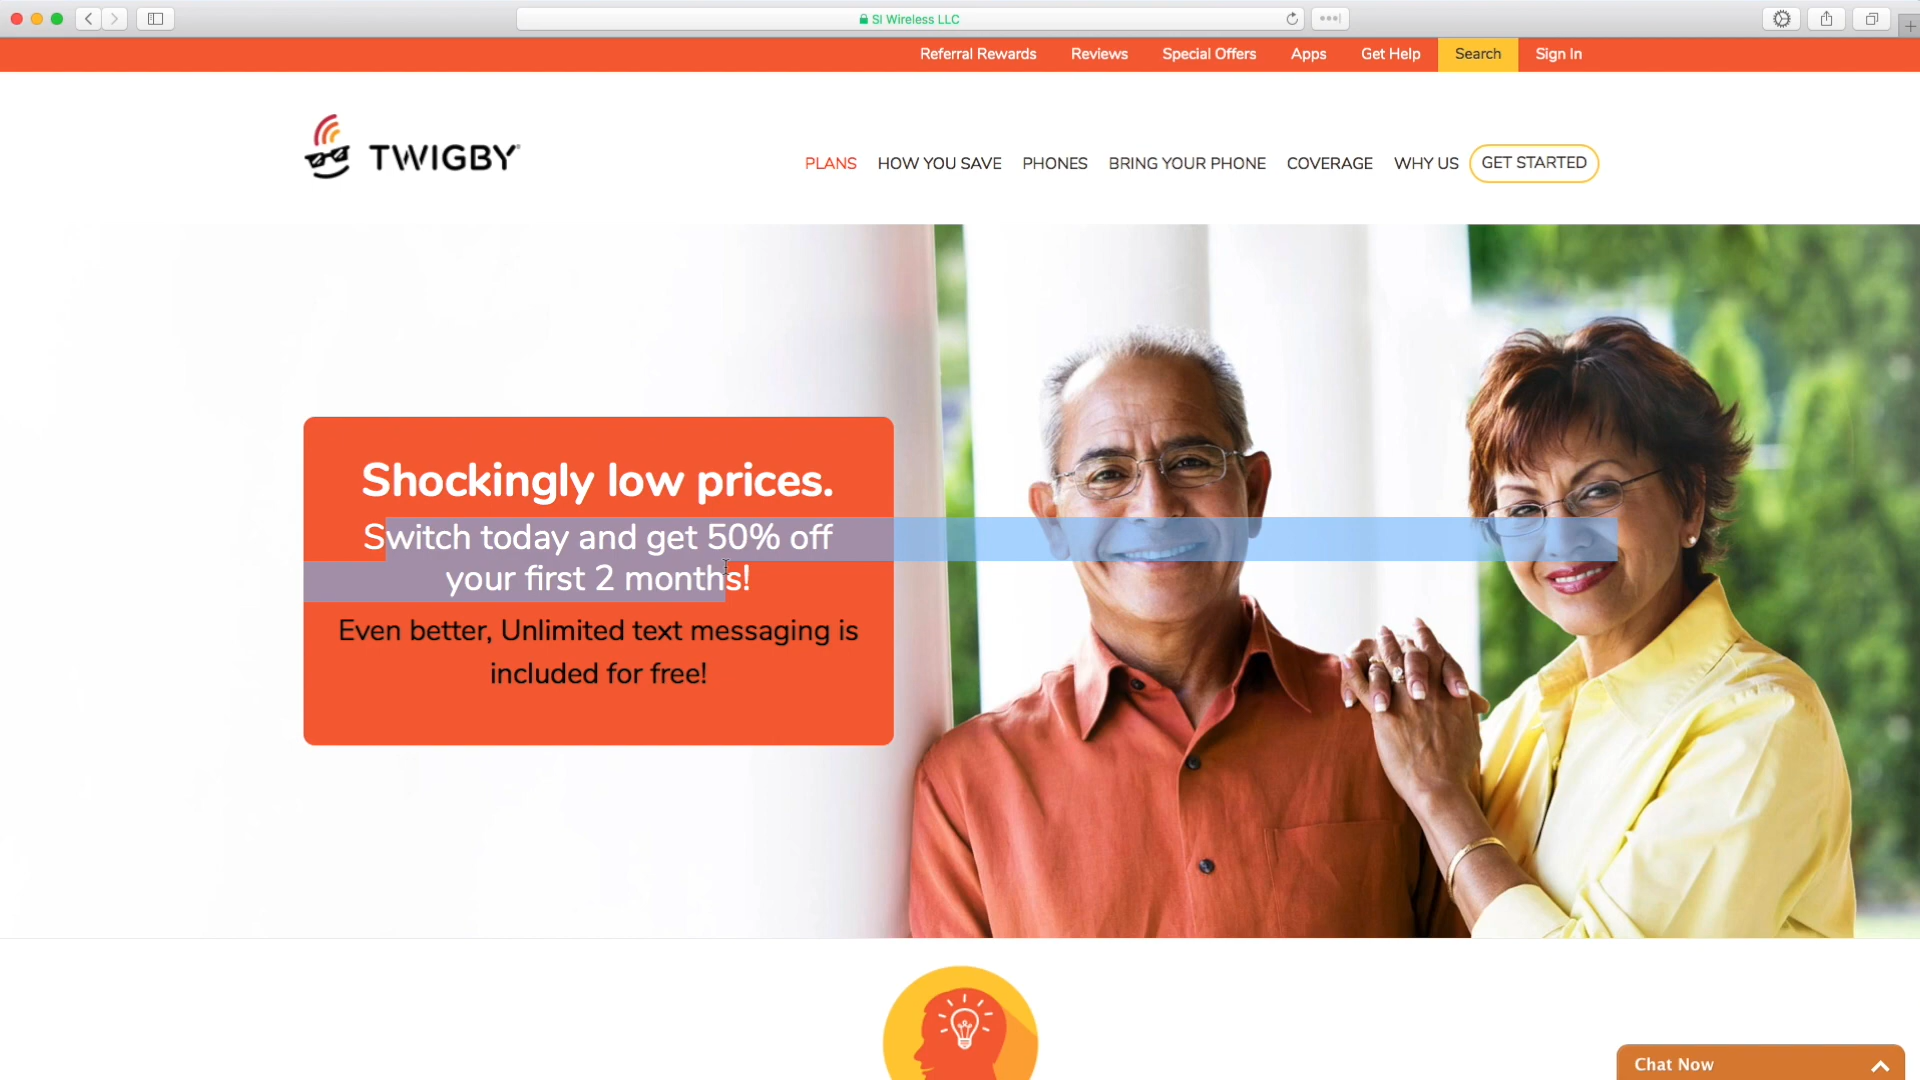 SI Wireless LLC
Referral Rewards Reviews Special Offers Apps Get Help Search Sign In
TWIGBY
PLANS HOW YOU SAVE PHONES BRING YOUR PHONE COVERAGE WHY US GET STARTED
Shockingly low prices.
Switch today and get 50% off
your first 2 months!
Even better, Unlimited text messaging is
included for free!
Chat Now